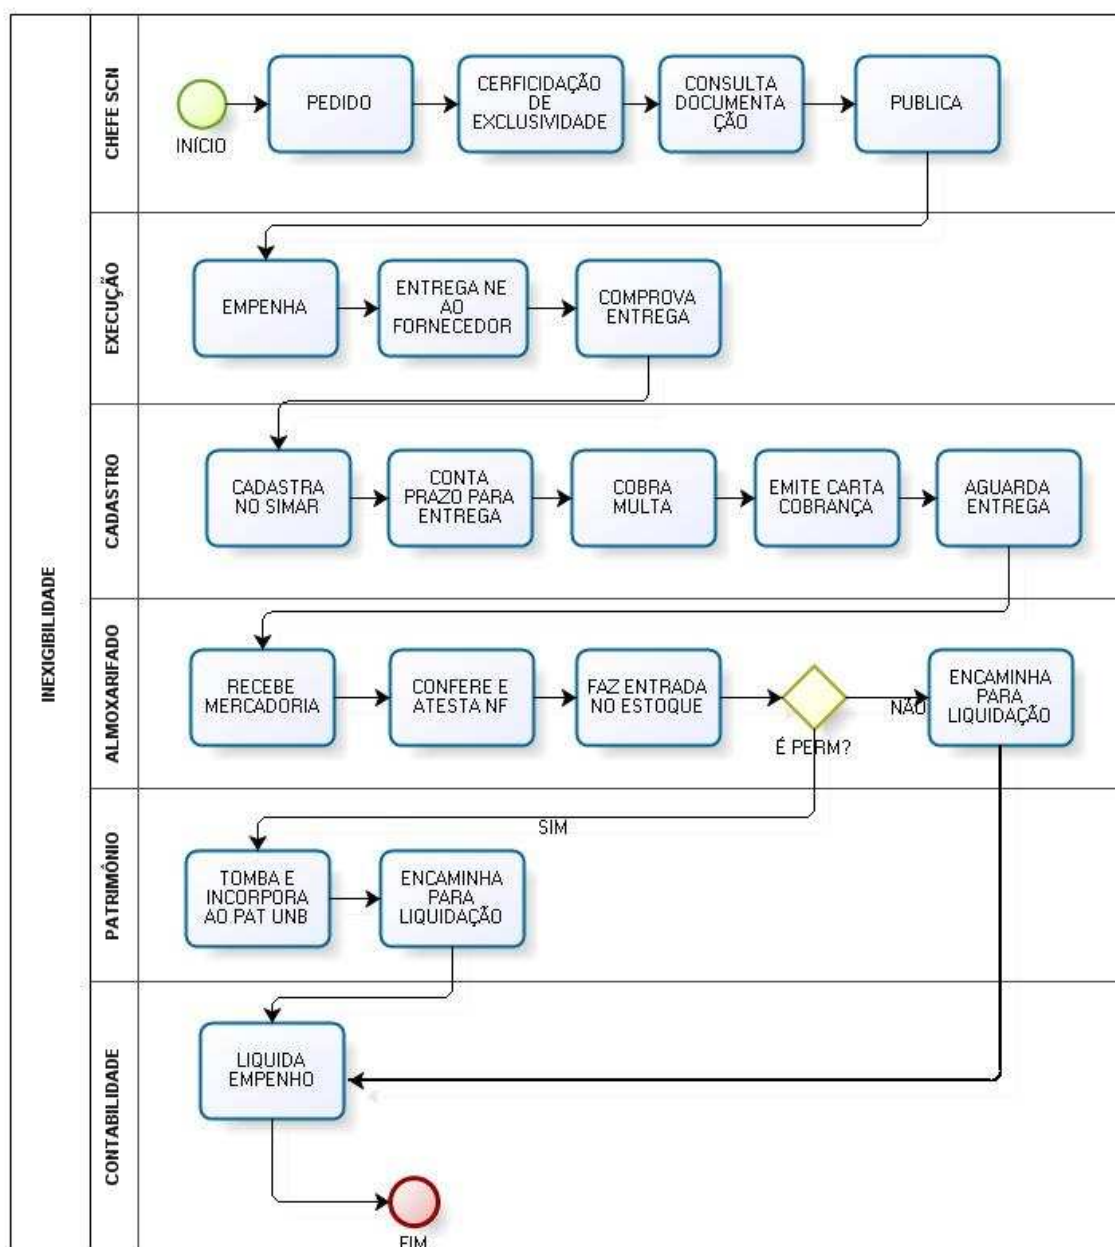 INEXIGIBILIDADE
CHEFE SCN
INÍCIO
PEDIDO
CERFICIDAÇÃO
DE
EXCLUSIVIDADE
CONSULTA
DOCUMENTA
ÇÃO
PUBLICA
EXECUÇÃO
EMPENHA
ENTREGA NE
AO
FORNECEDOR
COMPROVA
ENTREGA
CADASTRO
CADASTRA
NO SIMAR
CONTA
PRAZO PARA
ENTREGA
COBRA
MULTA
EMITE CARTA
COBRANÇA
AGUARDA
ENTREGA
ALMOXARIFADO
RECEBE
MERCADORIA
CONFERE E
ATESTA NF
FAZ ENTRADA
NO ESTOQUE
É PERM?
NÃO
ENCAMINHA
PARA
LIQUIDAÇÃO
SIM
PATRIMÔNIO
TOMBA E
INCORPORA
AO PAT UNB
ENCAMINHA
PARA
LIQUIDAÇÃO
CONTABILIDADE
LIQUIDA
EMPENHO
FIM